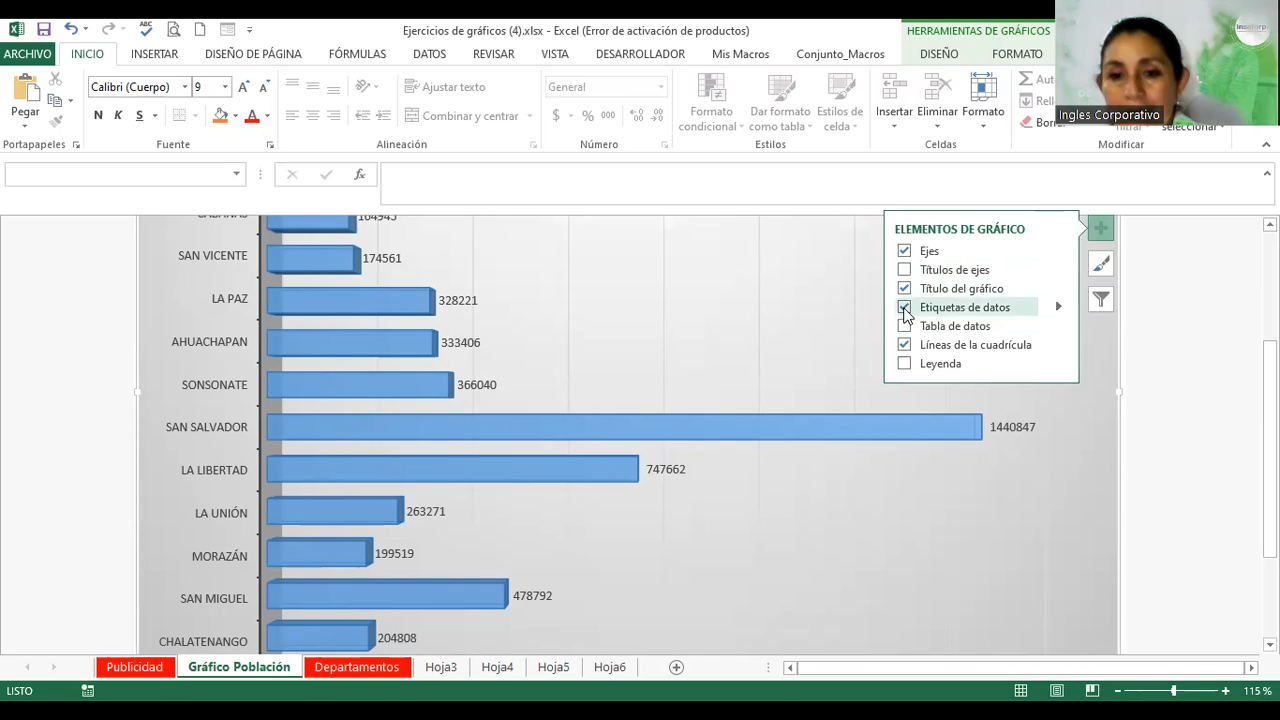 Ejercicios de gráficos (4).xlsx - Excel (Error de activación de productos)
HERRAMIENTAS DE GRÁFICOS
ARCHIVO INICIO INSERTAR DISEÑO DE PÁGINA FÓRMULAS DATOS REVISAR VISTA DESARROLLADOR Mis Macros Conjunto_Macros DISEÑO FORMATO
Ingles Corporativo
Calibri (Cuerpo) 0
Ajustar texto
General
Pegar
N K S
Combinar y centrar
$ % 000
Formato condicional
Dar formato como tabla
Estilos de celda
Insertar Eliminar Formato
Portapapeles Fuente Alineación Número Estilos Celdas Modificar
fx
ELEMENTOS DE GRÁFICO
Ejes
Títulos de ejes
Título del gráfico
Etiquetas de datos
Tabla de datos
Líneas de la cuadrícula
Leyenda
SAN VICENTE 174561
LA PAZ 328221
AHUACHAPAN 333406
SONSONATE 366040
SAN SALVADOR 1440847
LA LIBERTAD 747662
LA UNIÓN 263271
MORAZÁN 199519
SAN MIGUEL 478792
CHALATENANGO 204808
Publicidad Gráfico Población Departamentos Hoja3 Hoja4 Hoja5 Hoja6
LISTO
115 %